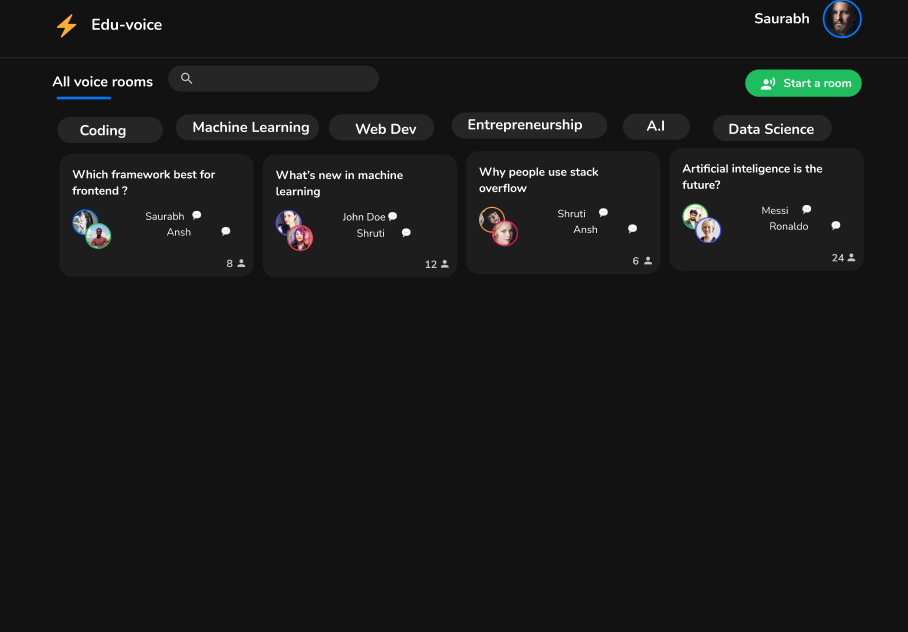 Edu-voice
Saurabh
All voice rooms
Start a room
Coding
Machine Learning
Web Dev
Entrepreneurship
A.I
Data Science
Which framework best for
frontend ?
Saurabh
Ansh
8
What's new in machine
learning
John Doe
Shruti
12
Why people use stack
overflow
Shruti
Ansh
6
Artificial inteligence is the
future?
Messi
Ronaldo
24